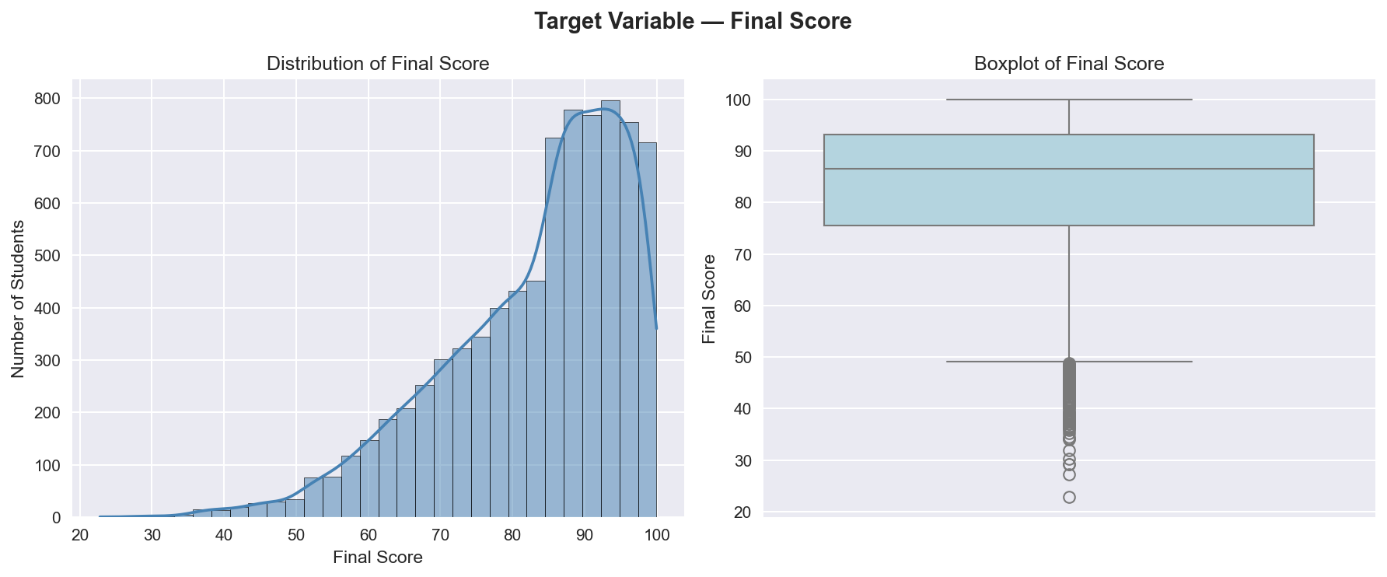 Target Variable — Final Score
Distribution of Final Score
Number of Students
800
700
600
500
400
300
200
100
0
20 30 40 50 60 70 80 90 100
Final Score
Boxplot of Final Score
Final Score
100
90
80
70
60
50
40
30
20